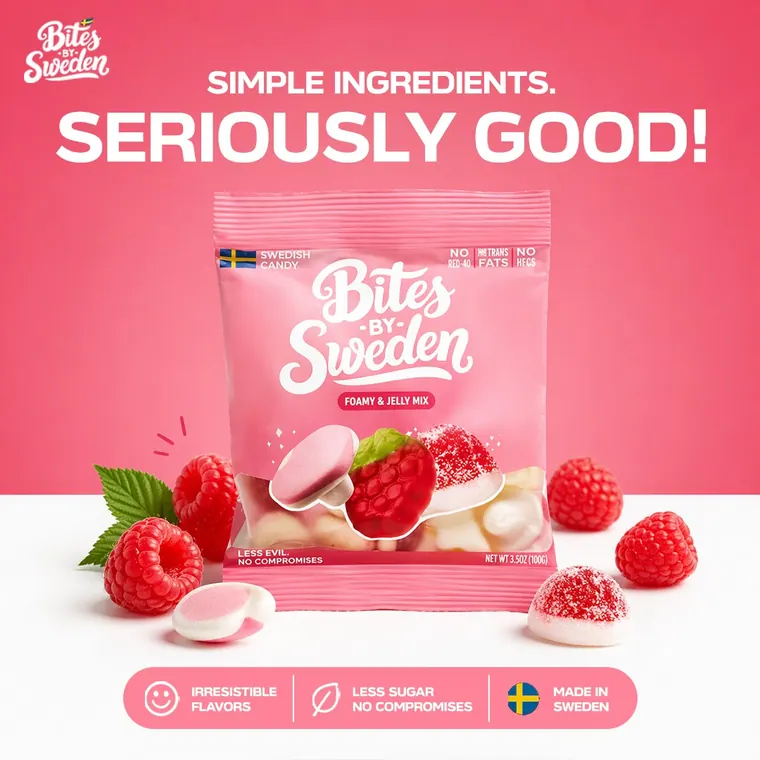 Bites
-BY-
Sweden
SIMPLE INGREDIENTS.
SERIOUSLY GOOD!
SWEDISH
CANDY
NO
RED-40
TRANS
FATS
NO
HFCS
Bites
-BY-
Sweden
FOAMY & JELLY MIX
LESS EVIL.
NO COMPROMISES
NET WT 3.5OZ (100G)
IRRESISTIBLE
FLAVORS
LESS SUGAR
NO COMPROMISES
MADE IN
SWEDEN